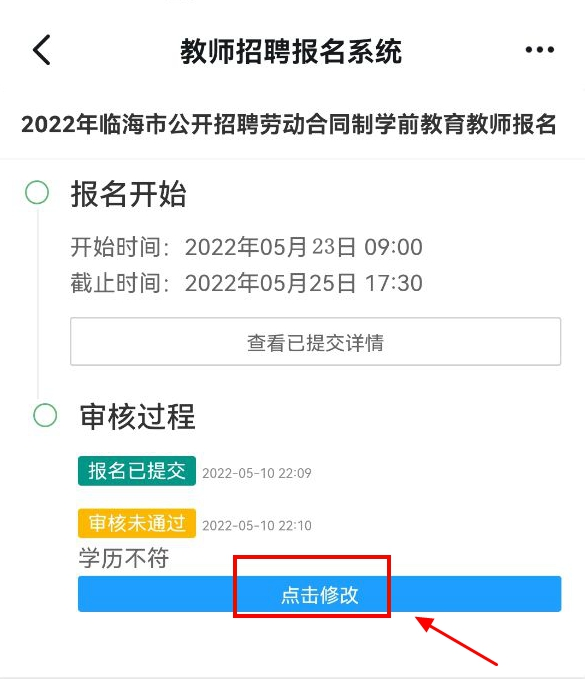 教师招聘报名系统
2022年临海市公开招聘劳动合同制学前教育教师报名
报名开始
开始时间：2022年05月23日 09:00
截止时间：2022年05月25日 17:30
查看已提交详情
审核过程
报名已提交 2022-05-10 22:09
审核未通过 2022-05-10 22:10
学历不符
点击修改